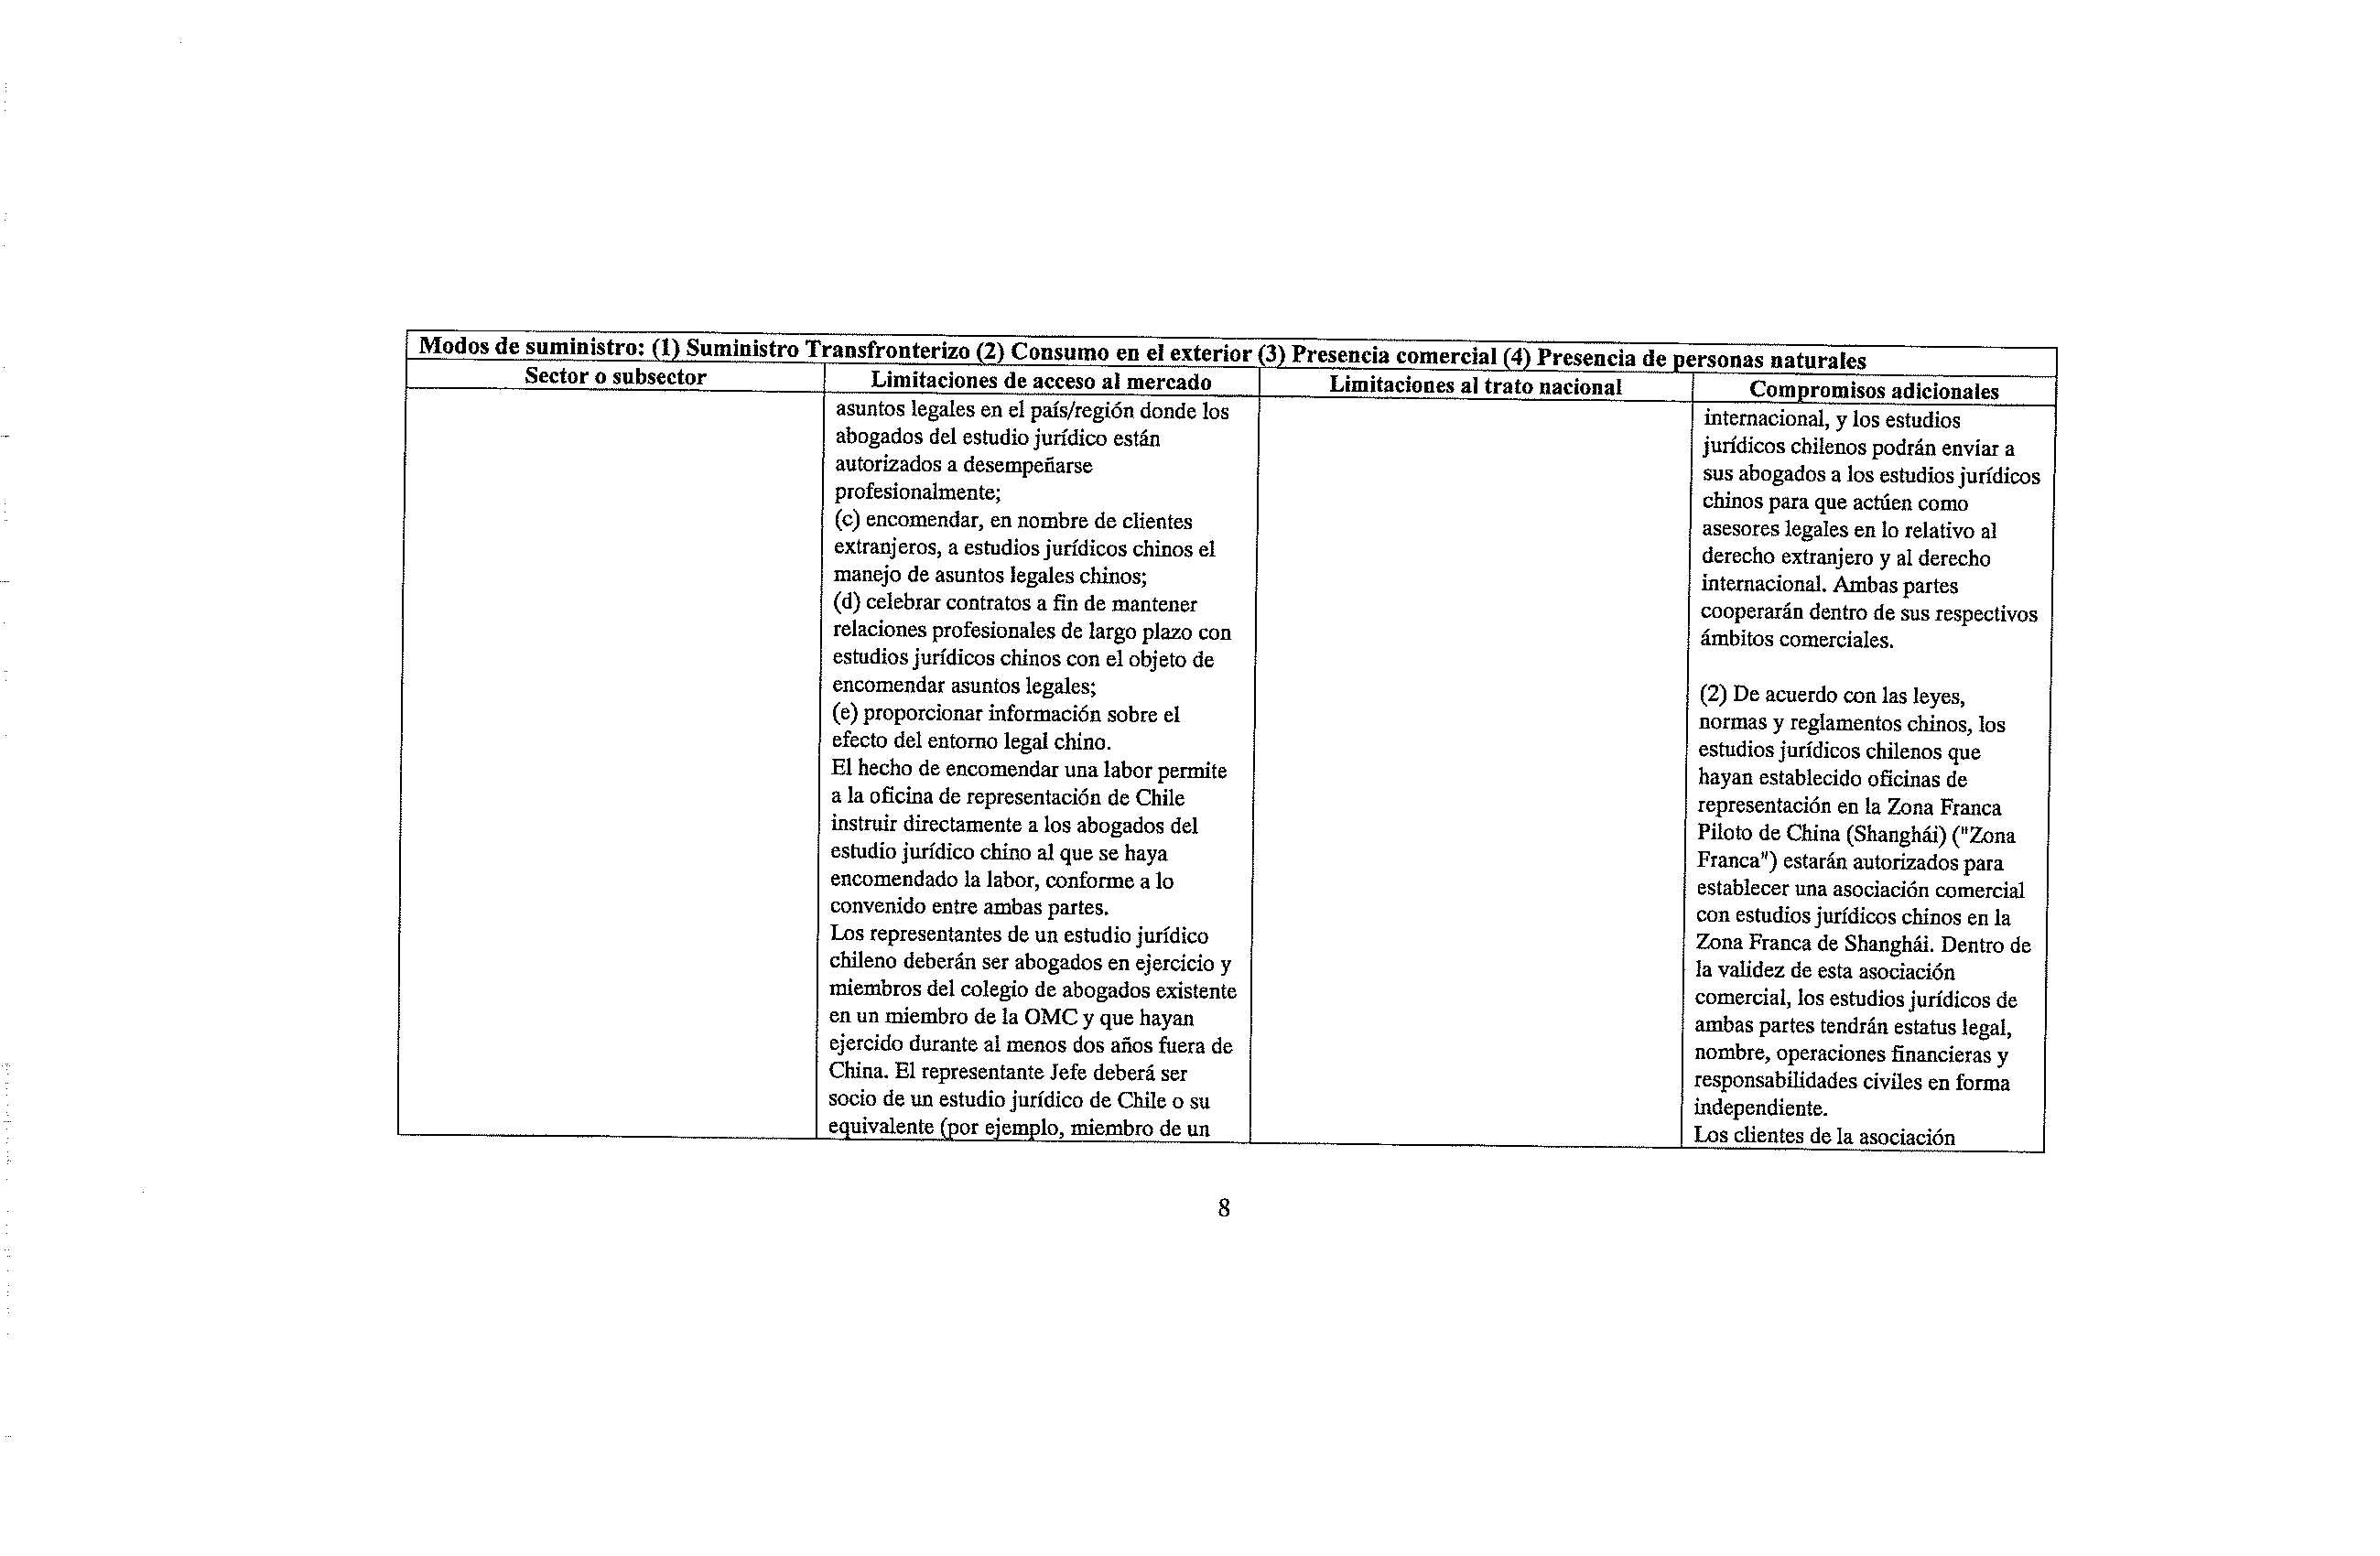 Modos de suministro: (1) Suministro Transfronterizo (2) Consumo en el exterior (3) Presencia comercial (4) Presencia de personas naturales
Sector o subsector
Limitaciones de acceso al mercado
Limitaciones al trato nacional
Compromisos adicionales
asuntos legales en el país/región donde los
abogados del estudio jurídico están
autorizados a desempeñarse
profesionalmente;
(c) encomendar, en nombre de clientes
extranjeros, a estudios jurídicos chinos el
manejo de asuntos legales chinos;
(d) celebrar contratos a fin de mantener
relaciones profesionales de largo plazo con
estudios jurídicos chinos con el objeto de
encomendar asuntos legales;
(e) proporcionar información sobre el
efecto del entorno legal chino.
El hecho de encomendar una labor permite
a la oficina de representación de Chile
instruir directamente a los abogados del
estudio jurídico chino al que se haya
encomendado la labor, conforme a lo
convenido entre ambas partes.
Los representantes de un estudio jurídico
chileno deberán ser abogados en ejercicio y
miembros del colegio de abogados existente
en un miembro de la OMC y que hayan
ejercido durante al menos dos años fuera de
China. El representante Jefe deberá ser
socio de un estudio jurídico de Chile o su
equivalente (por ejemplo, miembro de un
internacional, y los estudios
jurídicos chilenos podrán enviar a
sus abogados a los estudios jurídicos
chinos para que actúen como
asesores legales en lo relativo al
derecho extranjero y al derecho
internacional. Ambas partes
cooperarán dentro de sus respectivos
ámbitos comerciales.
(2) De acuerdo con las leyes,
normas y reglamentos chinos, los
estudios jurídicos chilenos que
hayan establecido oficinas de
representación en la Zona Franca
Piloto de China (Shanghái) ("Zona
Franca") estarán autorizados para
establecer una asociación comercial
con estudios jurídicos chinos en la
Zona Franca de Shanghái. Dentro de
la validez de esta asociación
comercial, los estudios jurídicos de
ambas partes tendrán estatus legal,
nombre, operaciones financieras y
responsabilidades civiles en forma
independiente.
Los clientes de la asociación
8